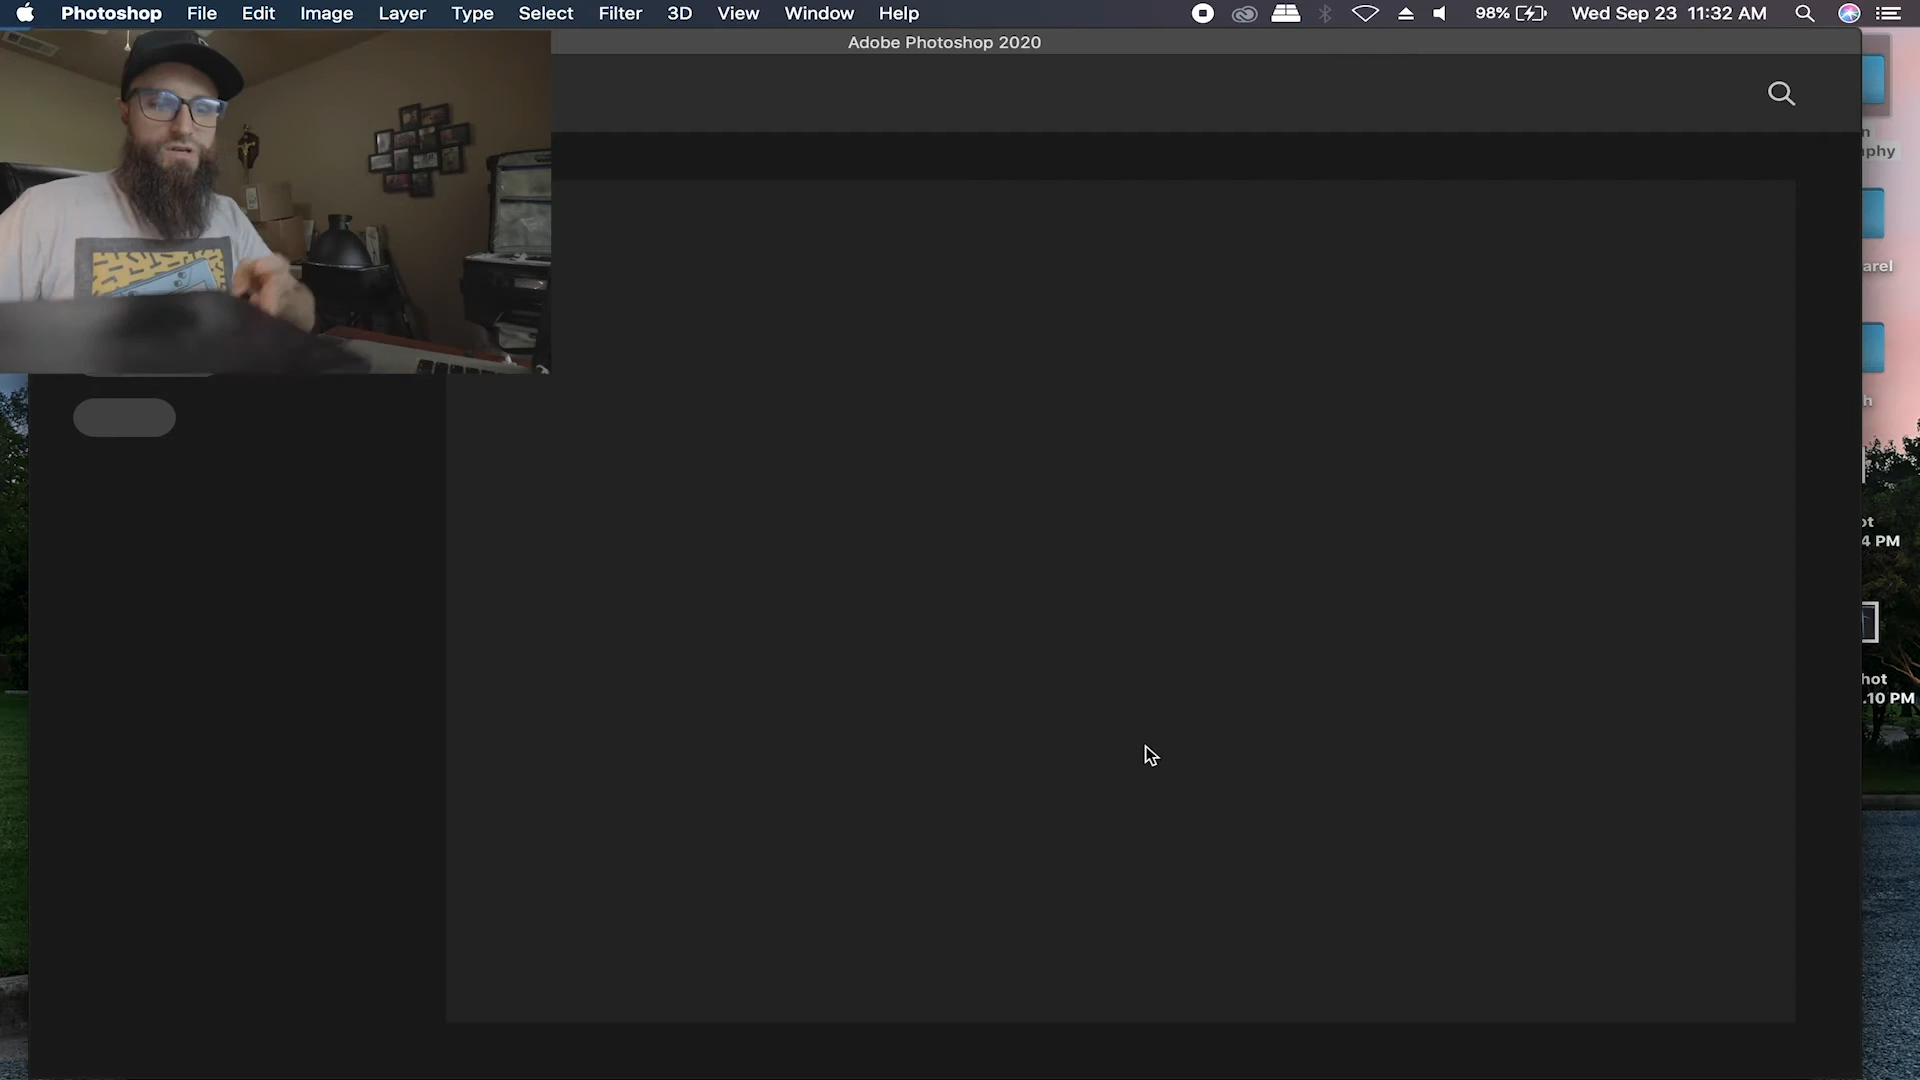 Photoshop File Edit Image Layer Type Select Filter 3D View Window Help 98% Wed Sep 23 11:32 AM
Adobe Photoshop 2020
n
phy
arel
h
ot
4 PM
hot
.10 PM